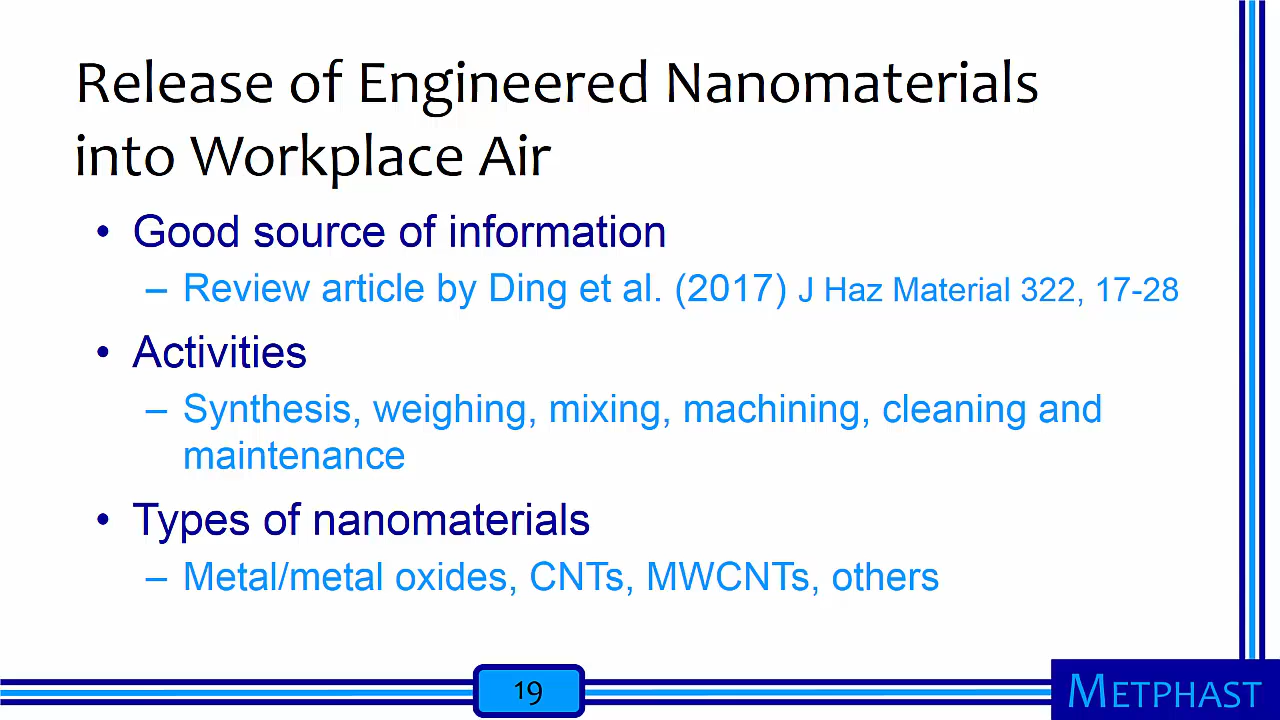 Release of Engineered Nanomaterials
into Workplace Air
• Good source of information
– Review article by Ding et al. (2017) J Haz Material 322, 17-28
• Activities
– Synthesis, weighing, mixing, machining, cleaning and
maintenance
• Types of nanomaterials
– Metal/metal oxides, CNTs, MWCNTs, others
19
METPHAST